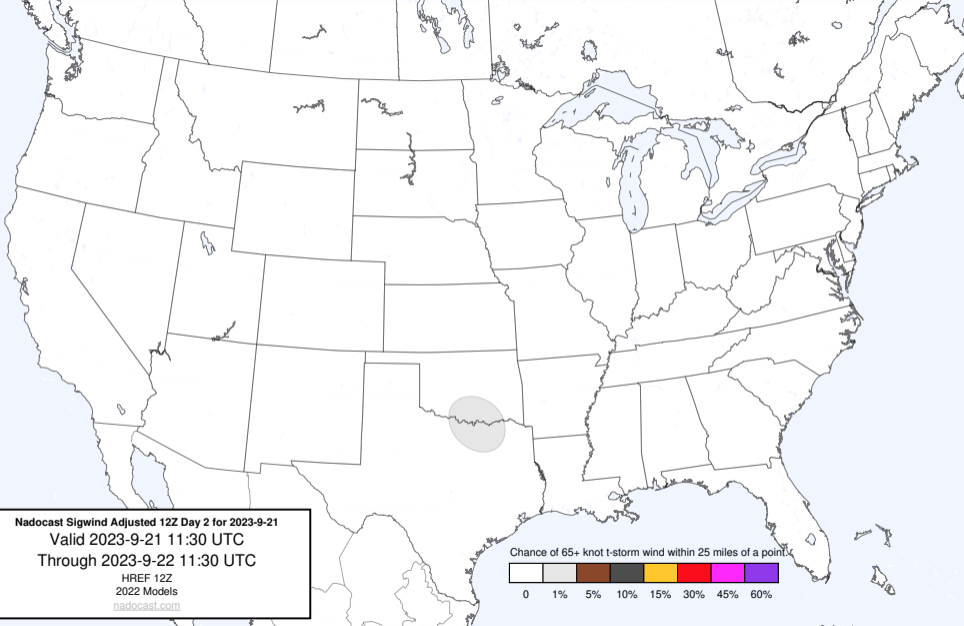 Nadocast Sigwind Adjusted 12Z Day 2 for 2023-9-21
Valid 2023-9-21 11:30 UTC
Through 2023-9-22 11:30 UTC
HREF 12Z
2022 Models
nadocast.com
Chance of 65+ knot t-storm wind within 25 miles of a point.
0 1% 5% 10% 15% 30% 45% 60%